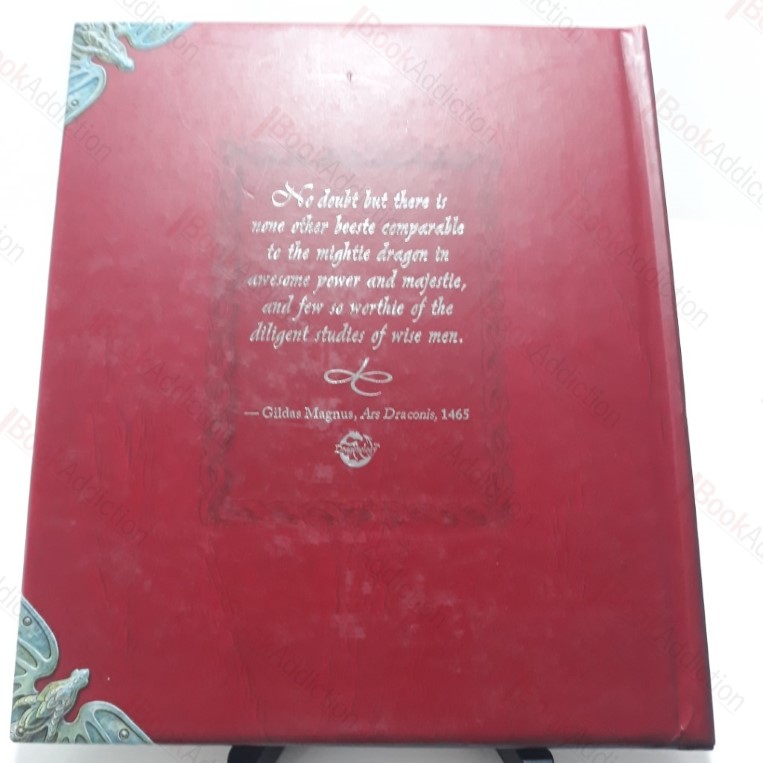 No doubt but there is
none other beeste comparable
to the mightie dragon in
awesome power and majestie,
and few so worthie of the
diligent studies of wise men.
— Gildas Magnus, Ars Draconis, 1465
BookAddiction